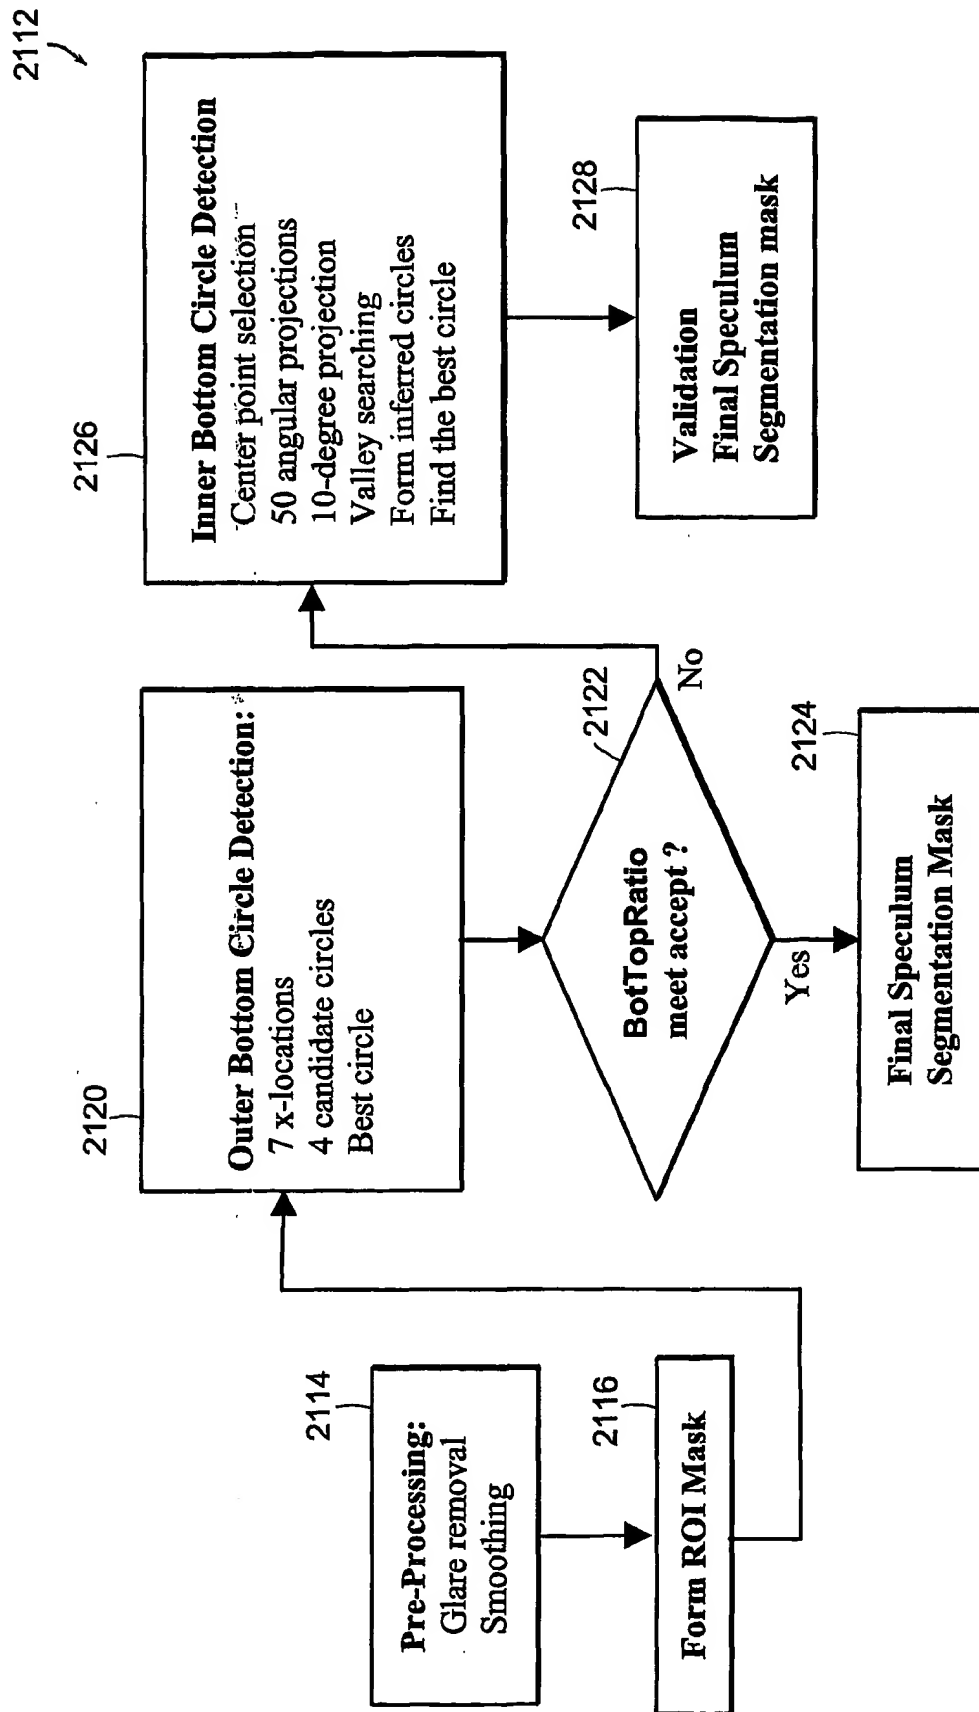 2112
2114
Pre-Processing:
Glare removal
Smoothing
2116
Form ROI Mask
2120
Outer Bottom Circle Detection:
7 x-locations
4 candidate circles
Best circle
2122
BotTopRatio
meet accept ?
Yes
No
2124
Final Speculum
Segmentation Mask
2126
Inner Bottom Circle Detection
Center point selection
50 angular projections
10-degree projection
Valley searching
Form inferred circles
Find the best circle
2128
Validation
Final Speculum
Segmentation mask